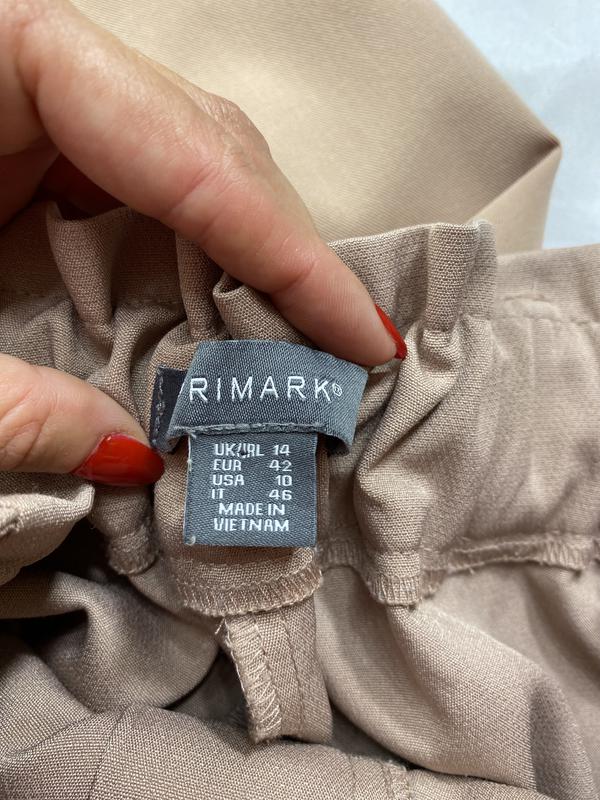 RIMARK®
UK/IRL 14
EUR 42
USA 10
IT 46
MADE IN
VIETNAM